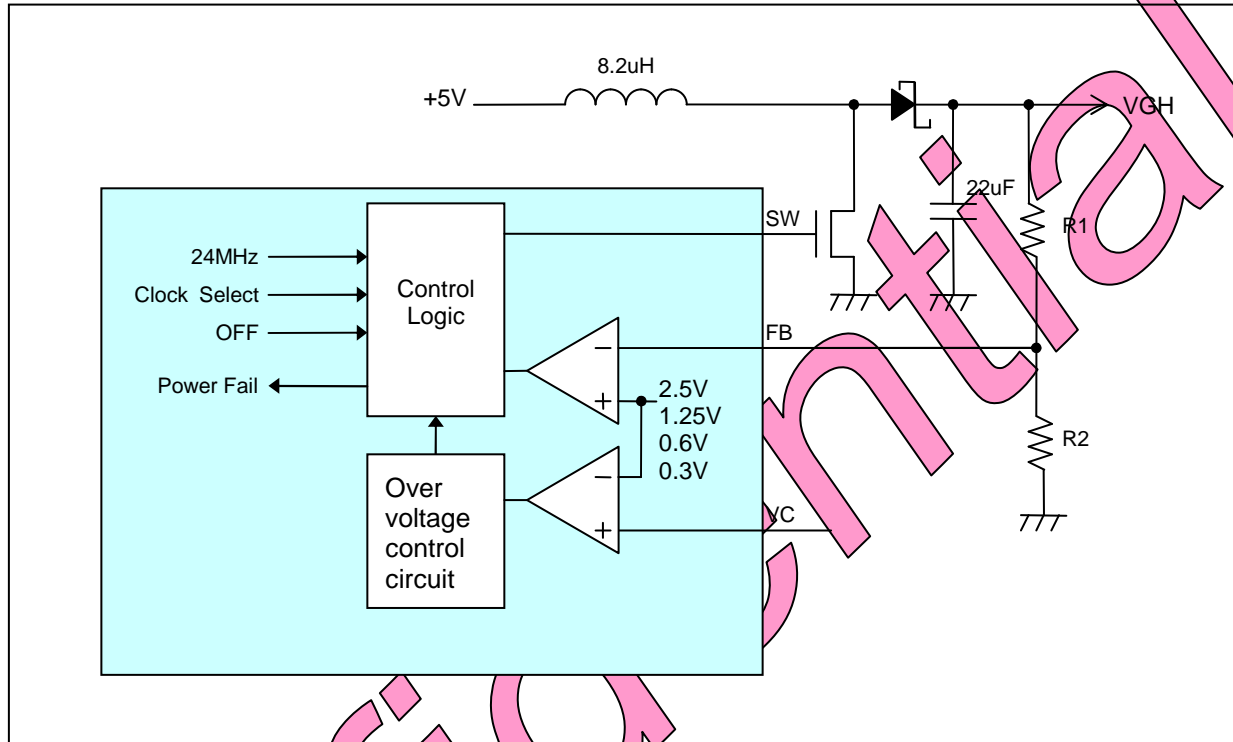 8.2uH
+5V
VGH
22uF
SW
R1
24MHz
Clock Select
OFF
Power Fail
Control
Logic
FB
2.5V
1.25V
0.6V
0.3V
R2
Over
voltage
control
circuit
VC